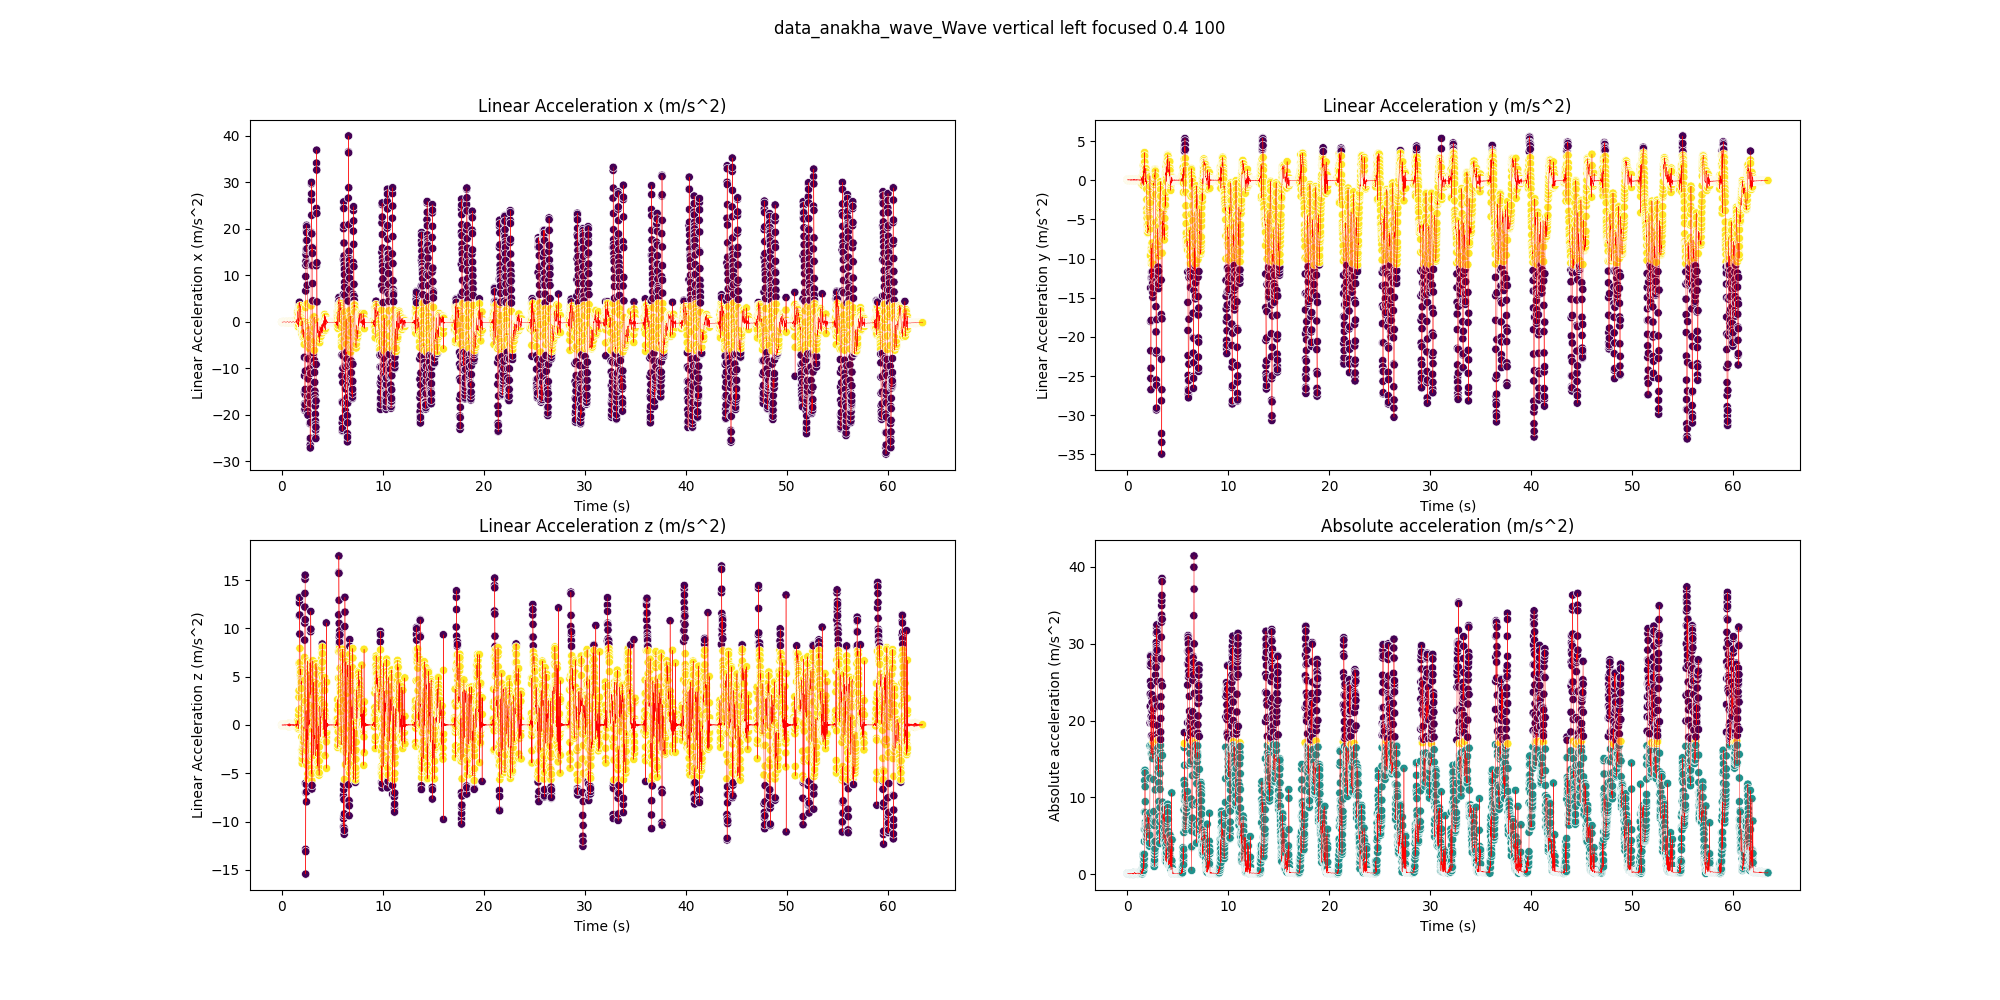 data_anakha_wave_Wave vertical left focused 0.4 100
Linear Acceleration x (m/s^2)
Linear Acceleration x (m/s^2)
40
30
20
10
0
−10
−20
−30
0 10 20 30 40 50 60
Time (s)
Linear Acceleration y (m/s^2)
Linear Acceleration y (m/s^2)
5
0
−5
−10
−15
−20
−25
−30
−35
0 10 20 30 40 50 60
Time (s)
Linear Acceleration z (m/s^2)
Linear Acceleration z (m/s^2)
15
10
5
0
−5
−10
−15
0 10 20 30 40 50 60
Time (s)
Absolute acceleration (m/s^2)
Absolute acceleration (m/s^2)
40
30
20
10
0
0 10 20 30 40 50 60
Time (s)